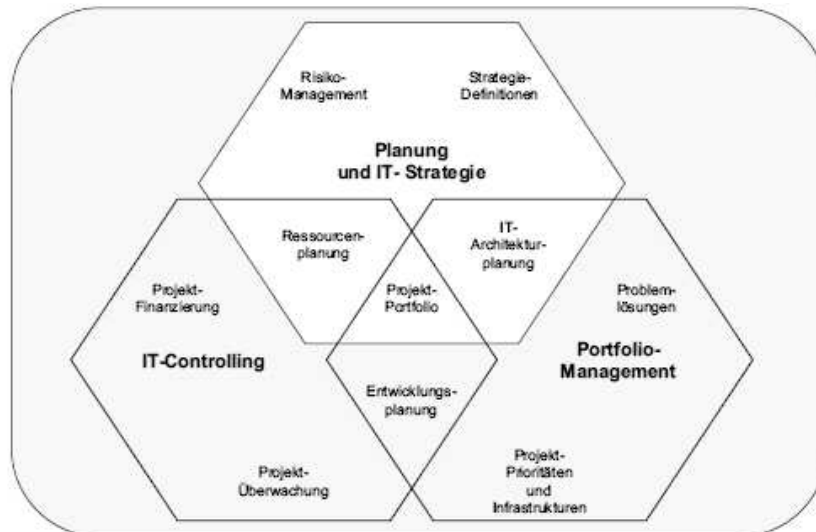 Risiko-
Management
Strategie-
Definitionen
Planung
und IT- Strategie
Ressourcen-
planung
IT-
Architektur-
planung
Projekt-
Finanzierung
Projekt-
Portfolio
Problem-
lösungen
IT-Controlling
Portfolio-
Management
Entwicklungs-
planung
Projekt-
Überwachung
Projekt-
Prioritäten
und
Infrastrukturen